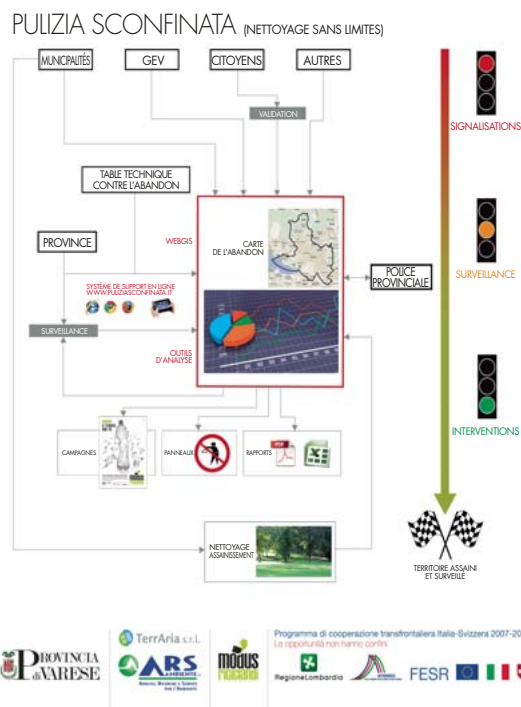 PULIZIA SCONFINATA (NETTOYAGE SANS LIMITES)
MUNICIPALITÉS
GEV
CITOYENS
AUTRES
VALIDATION
SIGNALISATIONS
TABLE TECHNIQUE
CONTRE L'ABANDON
PROVINCE
WEBGIS
CARTE
DE L'ABANDON
POLICE
PROVINCIALE
SURVEILLANCE
SYSTÈME DE SUPPORT EN LIGNE
WWW.PULIZIASCONFINATA.IT
SURVEILLANCE
OUTILS
D'ANALYSE
INTERVENTIONS
CAMPAGNES
PANNEAUX
RAPPORTS
PDF
NETTOYAGE
ASSAINISSEMENT
TERRITOIRE ASSAINI
ET SURVEILLÉ
PROVINCIA
di VARESE
TerrAria s.r.l.
ARS
AMBIENTE
modus
Programma di cooperazione transfrontaliera Italia-Svizzera 2007-20
Le opportunità non hanno confini
RegioneLombardia
FESR